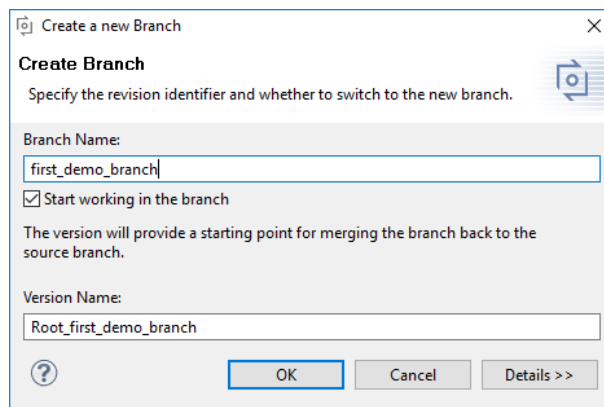 Create a new Branch
Create Branch
Specify the revision identifier and whether to switch to the new branch.
Branch Name:
first_demo_branch
Start working in the branch
The version will provide a starting point for merging the branch back to the
source branch.
Version Name:
Root_first_demo_branch
?
OK
Cancel
Details >>